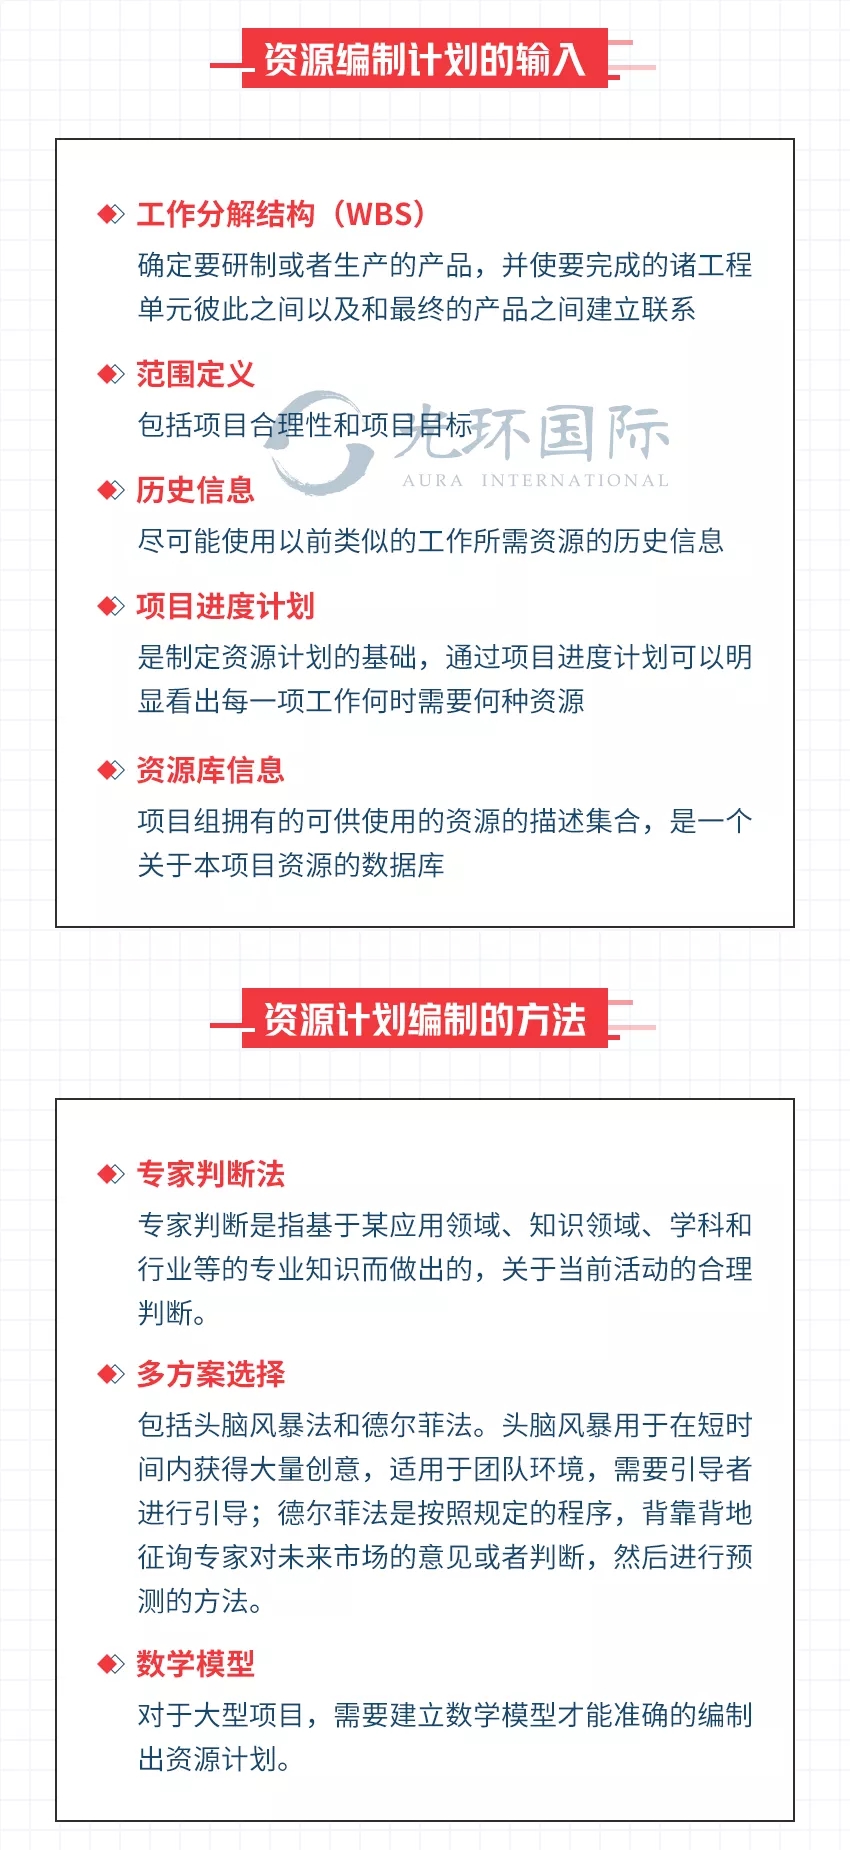 资源编制计划的输入
工作分解结构（WBS）
确定要研制或者生产的产品，并使要完成的诸工程
单元彼此之间以及和最终的产品之间建立联系
范围定义
包括项目合理性和项目目标
光环国际
AURA INTERNATIONAL
历史信息
尽可能使用以前类似的工作所需资源的历史信息
项目进度计划
是制定资源计划的基础，通过项目进度计划可以明
显看出每一项工作何时需要何种资源
资源库信息
项目组拥有的可供使用的资源的描述集合，是一个
关于本项目资源的数据库
资源计划编制的方法
专家判断法
专家判断是指基于某应用领域、知识领域、学科和
行业等的专业知识而做出的，关于当前活动的合理
判断。
多方案选择
包括头脑风暴法和德尔菲法。头脑风暴用于在短时
间内获得大量创意，适用于团队环境，需要引导者
进行引导；德尔菲法是按照规定的程序，背靠背地
征询专家对未来市场的意见或者判断，然后进行预
测的方法。
数学模型
对于大型项目，需要建立数学模型才能准确的编制
出资源计划。